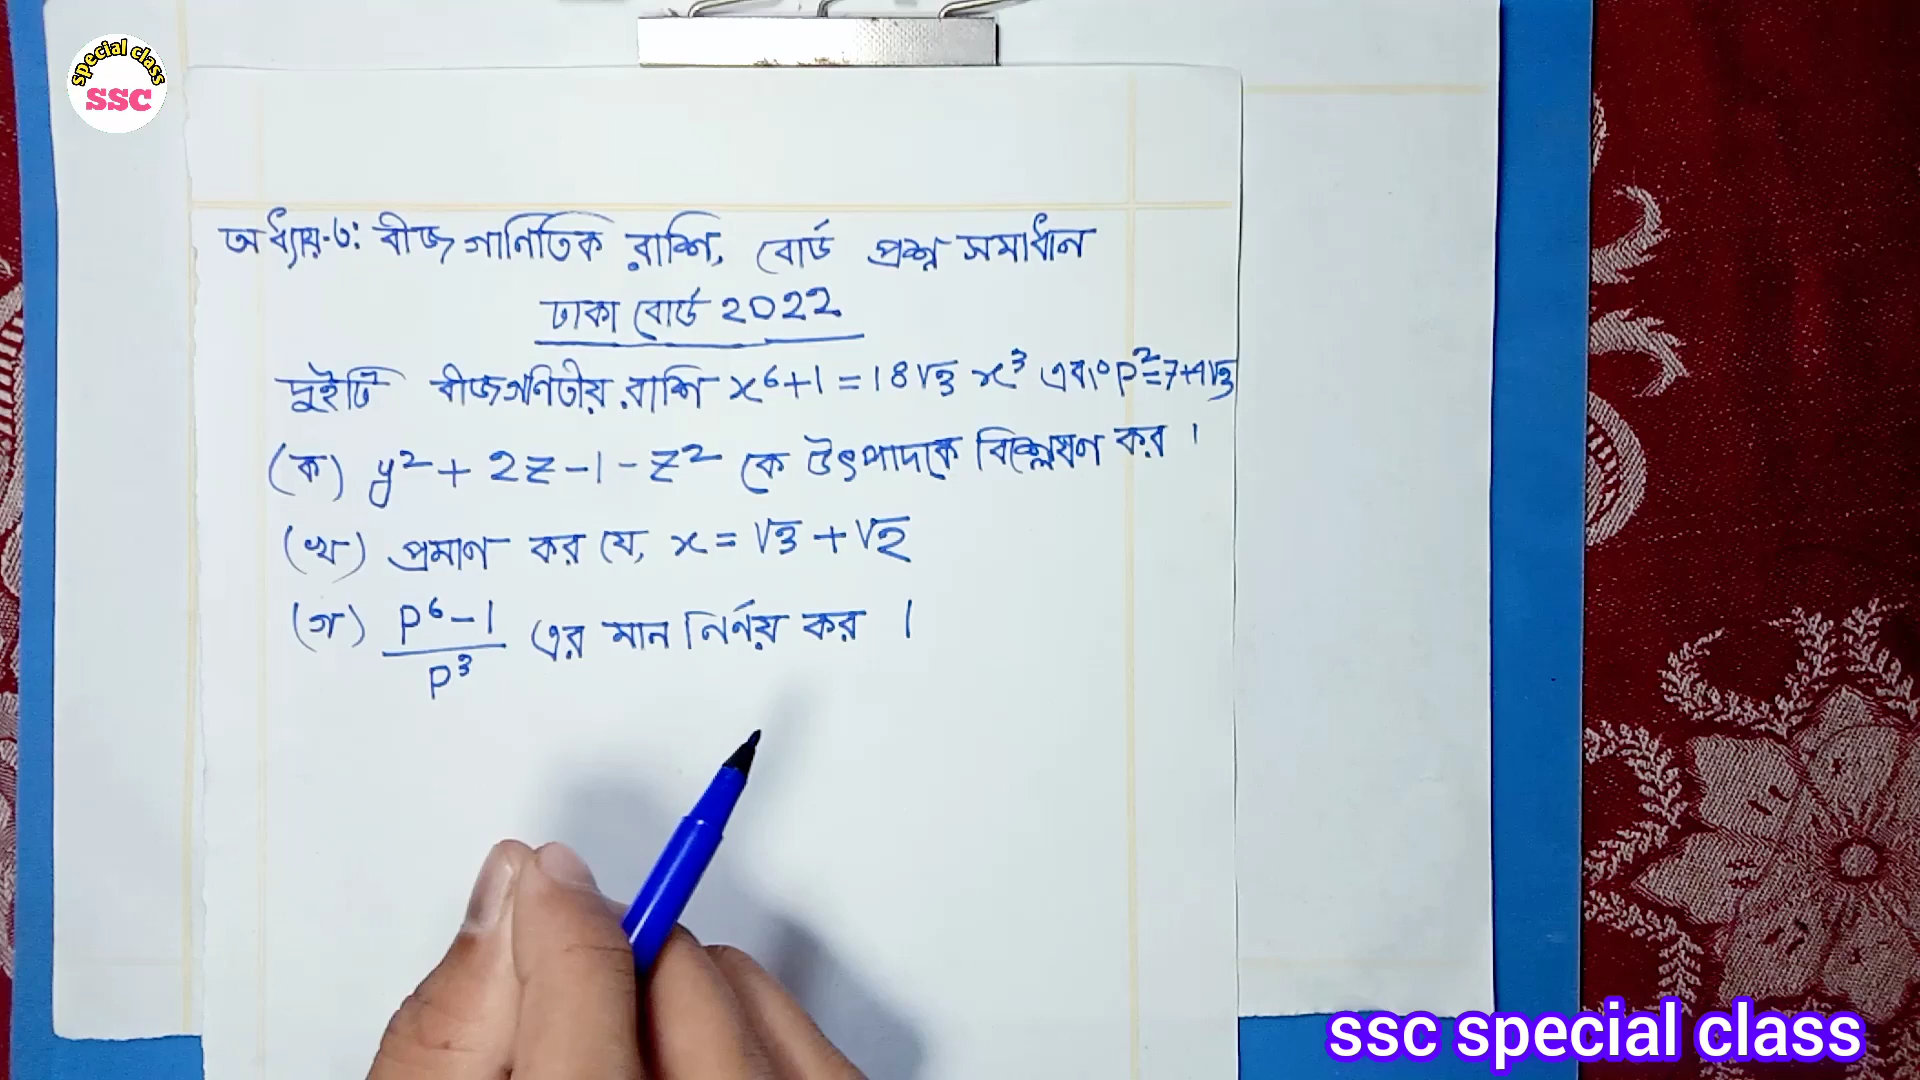 special class
SSC
অধ্যায়-৩: বীজগাণিতিক রাশি, বোর্ড প্রশ্ন সমাধান
ঢাকা বোর্ড ২০২২
দুইটি বীজগণিতীয় রাশি x⁶+1=18√3 x³ এবং p²=7+4√3
(ক) y²+2z-1-z² কে উৎপাদকে বিশ্লেষণ কর।
(খ) প্রমাণ কর যে, x=√3+√2
(গ) p⁶-1/p³ এর মান নির্ণয় কর।
ssc special class